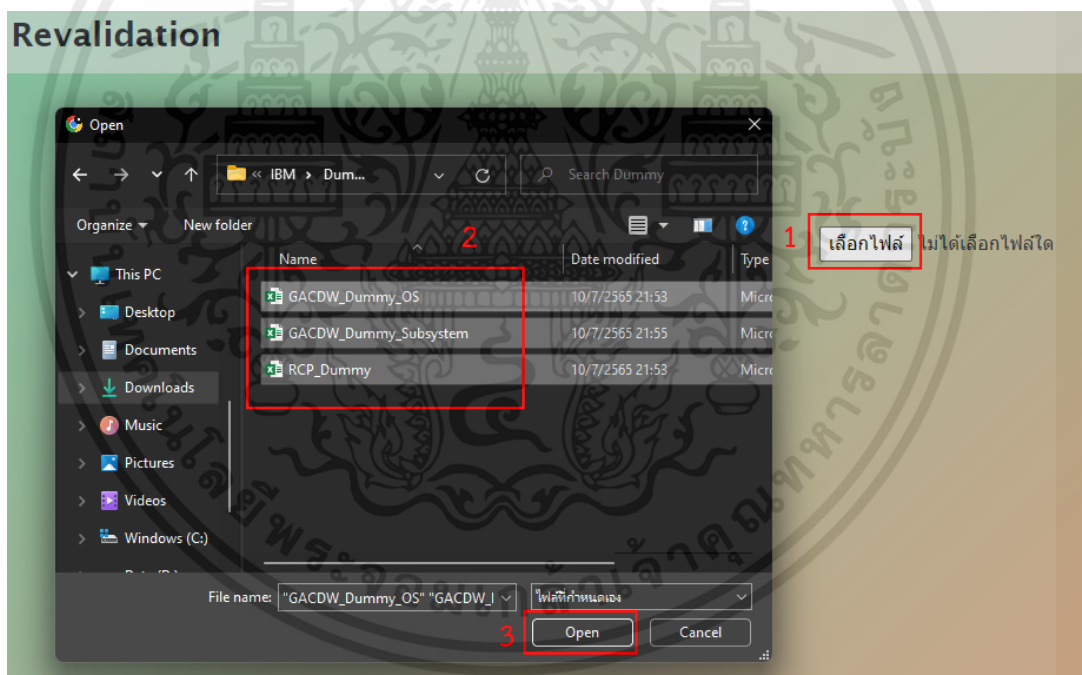 Revalidation
Open
« IBM › Dum...
Search Dummy
Organize
New folder
2
1
เลือกไฟล์ ไม่ได้เลือกไฟล์ใด
Name Date modified Type
This PC
Desktop
Documents
Downloads
Music
Pictures
Videos
Windows (C:)
GACDW_Dummy_OS 10/7/2565 21:53 Micr
GACDW_Dummy_Subsystem 10/7/2565 21:55 Micr
RCP_Dummy 10/7/2565 21:53 Micr
File name: "GACDW_Dummy_OS" "GACDW_I
ไฟล์ที่กำหนดเอง
3
Open
Cancel